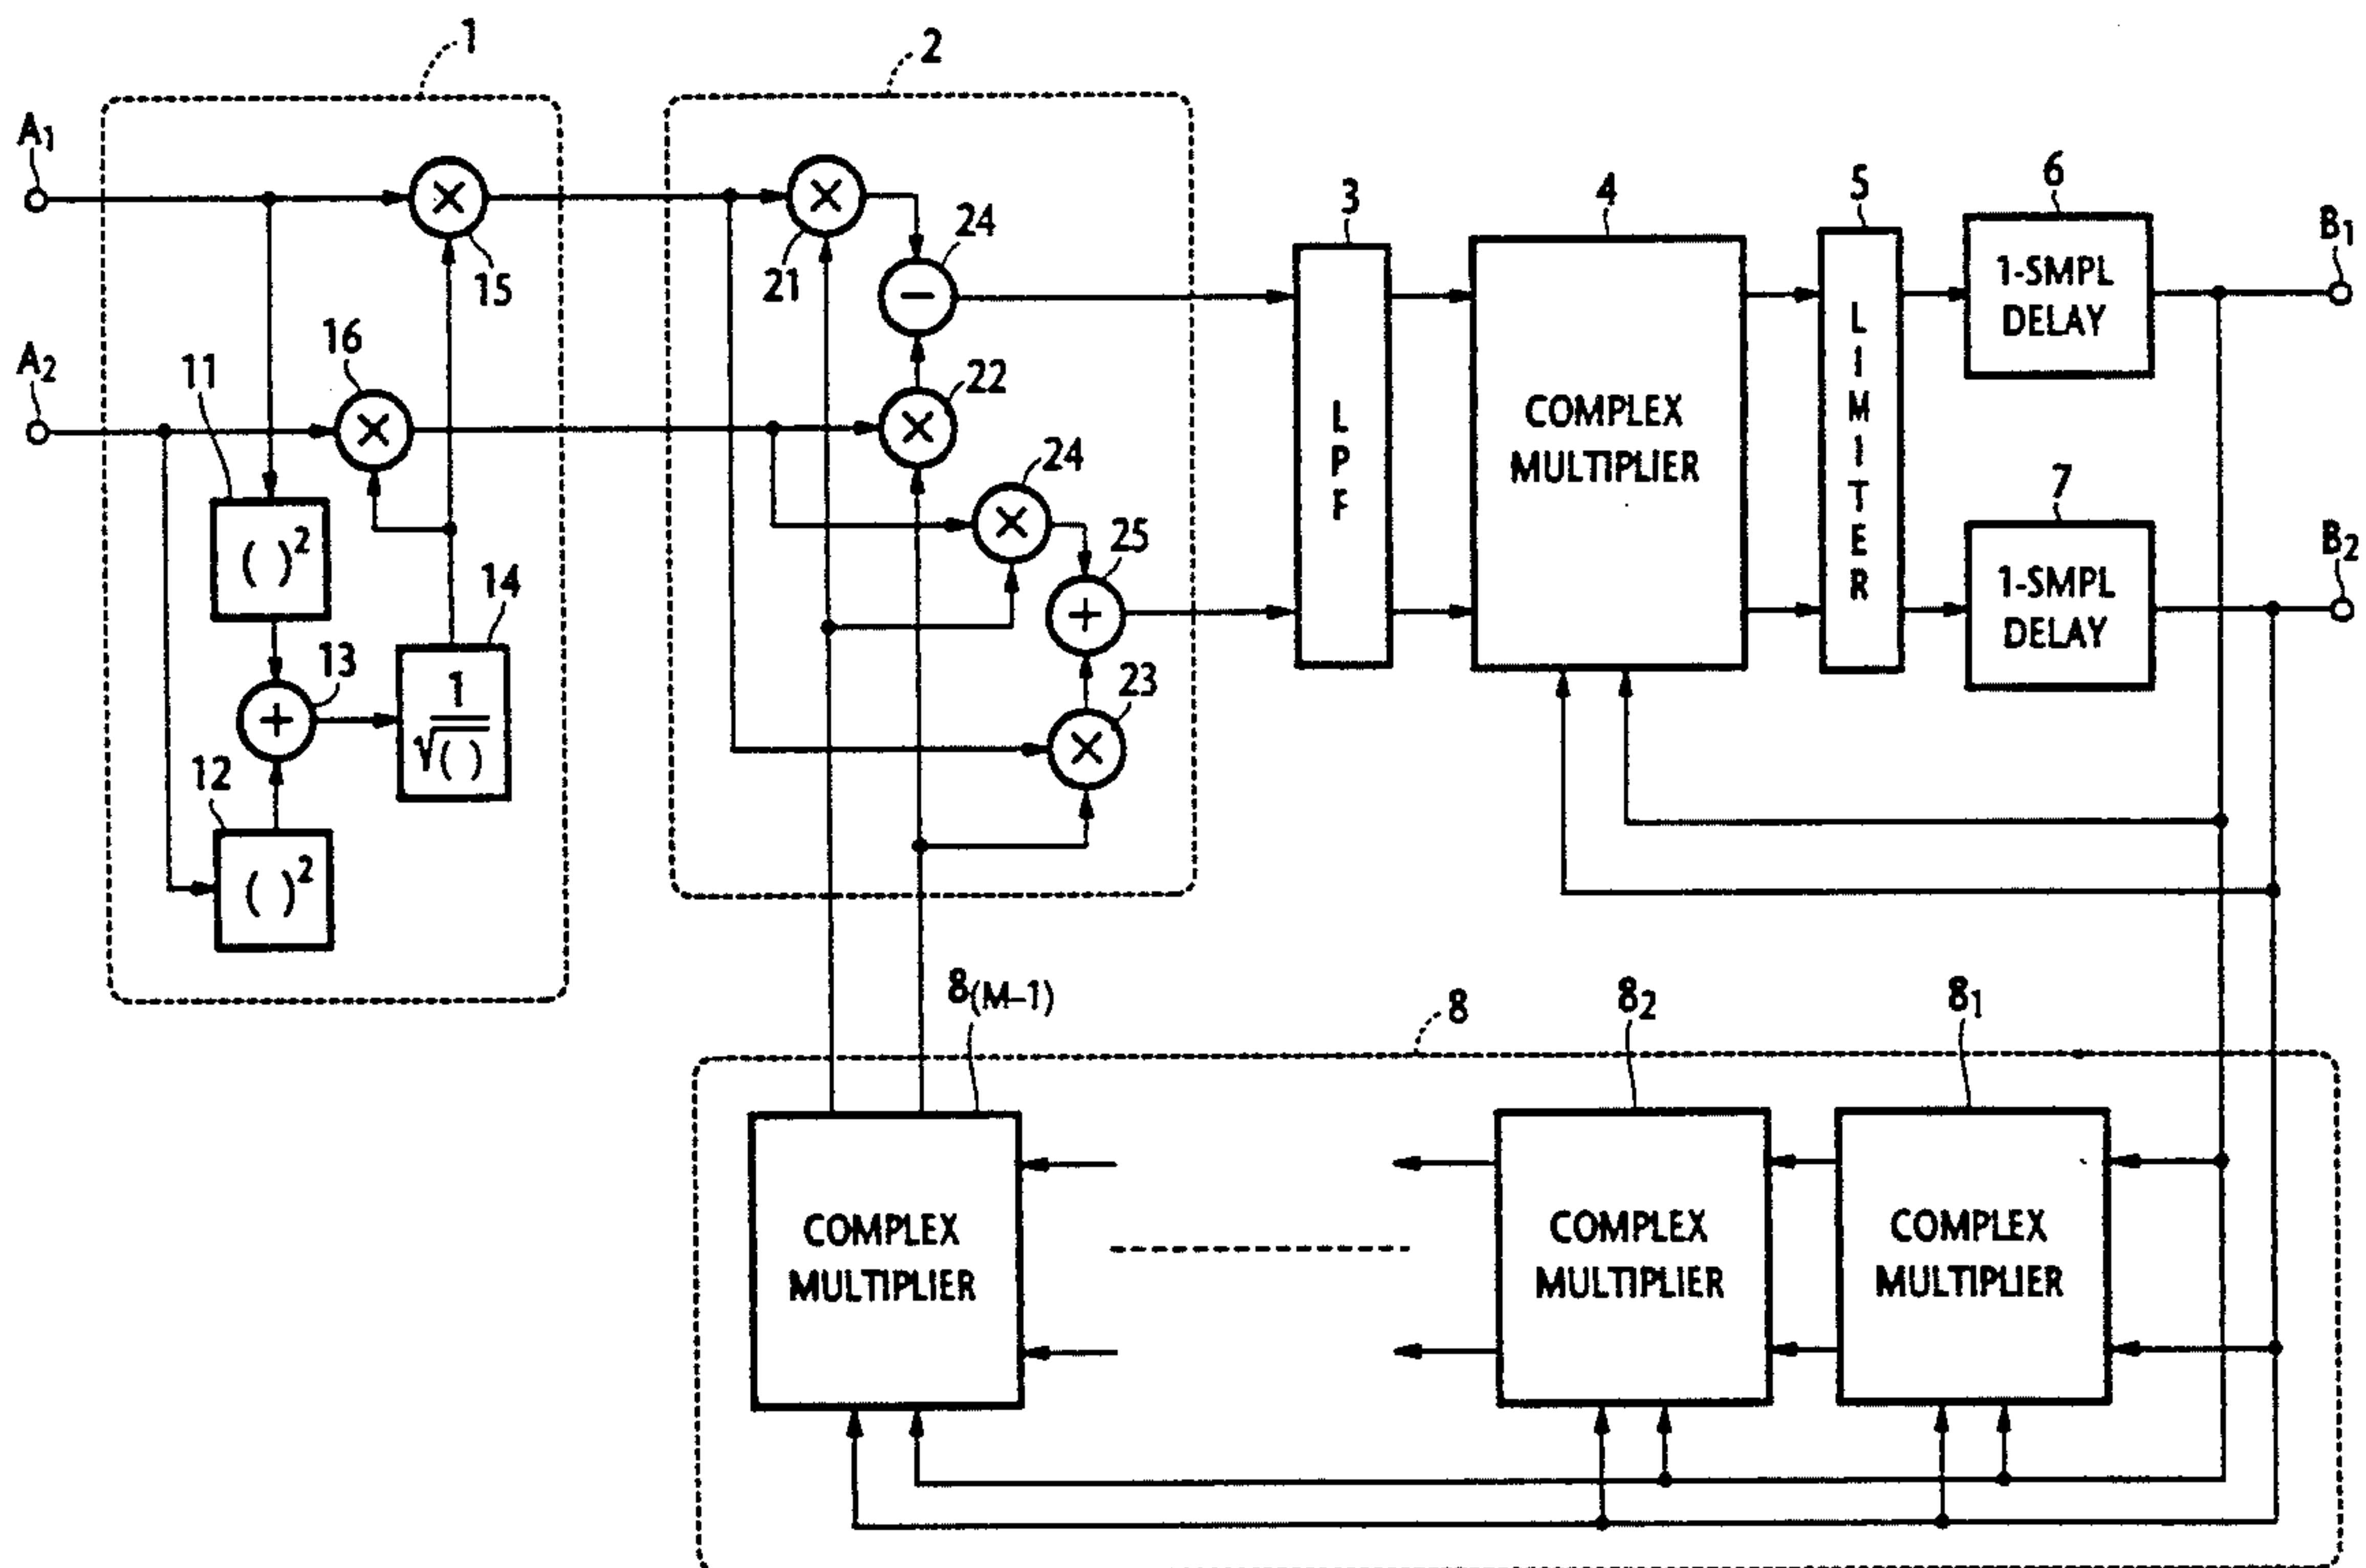 1
2
A1
A2
15
16
11
( )²
13
14
1
√( )
12
( )²
21
24
22
24
25
23
3
LPF
4
COMPLEX
MULTIPLIER
5
LIMITER
6
1-SMPL
DELAY
7
1-SMPL
DELAY
B1
B2
8(M–1)
8
82
81
COMPLEX
MULTIPLIER
COMPLEX
MULTIPLIER
COMPLEX
MULTIPLIER